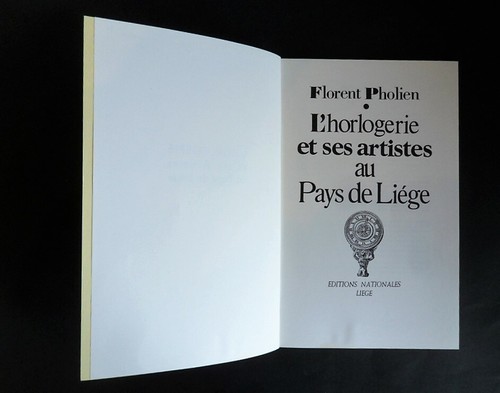 Florent Pholien
•
L'horlogerie
et ses artistes
au
Pays de Liége
EDITIONS NATIONALES
LIEGE